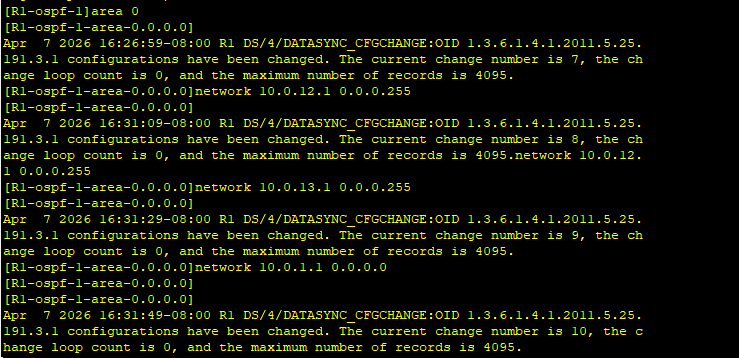 [R1-ospf-1]area 0
[R1-ospf-1-area-0.0.0.0]
Apr  7 2026 16:26:59-08:00 R1 DS/4/DATASYNC_CFGCHANGE:OID 1.3.6.1.4.1.2011.5.25.
191.3.1 configurations have been changed. The current change number is 7, the ch
ange loop count is 0, and the maximum number of records is 4095.
[R1-ospf-1-area-0.0.0.0]network 10.0.12.1 0.0.0.255
[R1-ospf-1-area-0.0.0.0]
Apr  7 2026 16:31:09-08:00 R1 DS/4/DATASYNC_CFGCHANGE:OID 1.3.6.1.4.1.2011.5.25.
191.3.1 configurations have been changed. The current change number is 8, the ch
ange loop count is 0, and the maximum number of records is 4095.network 10.0.12.
1 0.0.0.255
[R1-ospf-1-area-0.0.0.0]network 10.0.13.1 0.0.0.255
[R1-ospf-1-area-0.0.0.0]
Apr  7 2026 16:31:29-08:00 R1 DS/4/DATASYNC_CFGCHANGE:OID 1.3.6.1.4.1.2011.5.25.
191.3.1 configurations have been changed. The current change number is 9, the ch
ange loop count is 0, and the maximum number of records is 4095.
[R1-ospf-1-area-0.0.0.0]network 10.0.1.1 0.0.0.0
[R1-ospf-1-area-0.0.0.0]
[R1-ospf-1-area-0.0.0.0]
Apr  7 2026 16:31:49-08:00 R1 DS/4/DATASYNC_CFGCHANGE:OID 1.3.6.1.4.1.2011.5.25.
191.3.1 configurations have been changed. The current change number is 10, the c
hange loop count is 0, and the maximum number of records is 4095.